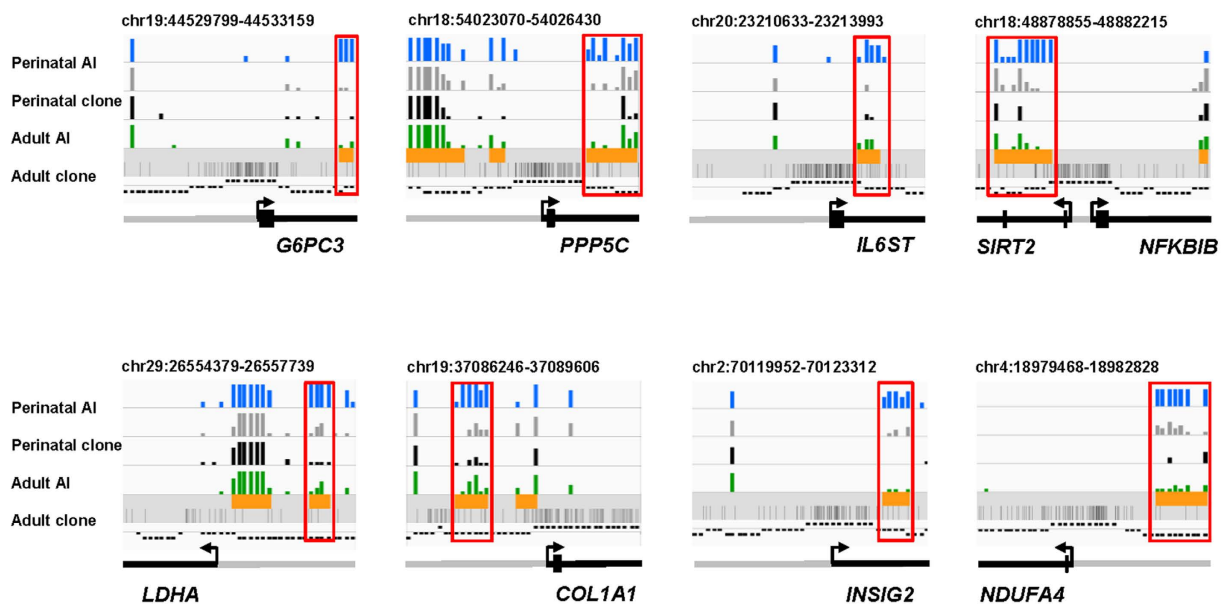 chr19:44529799-44533159 chr18:54023070-54026430 chr20:23210633-23213993 chr18:48878855-48882215
Perinatal AI
Perinatal clone
Adult AI
Adult clone
G6PC3 PPP5C IL6ST SIRT2 NFKBIB
chr29:26554379-26557739 chr19:37086246-37089606 chr2:70119952-70123312 chr4:18979468-18982828
Perinatal AI
Perinatal clone
Adult AI
Adult clone
LDHA COL1A1 INSIG2 NDUFA4